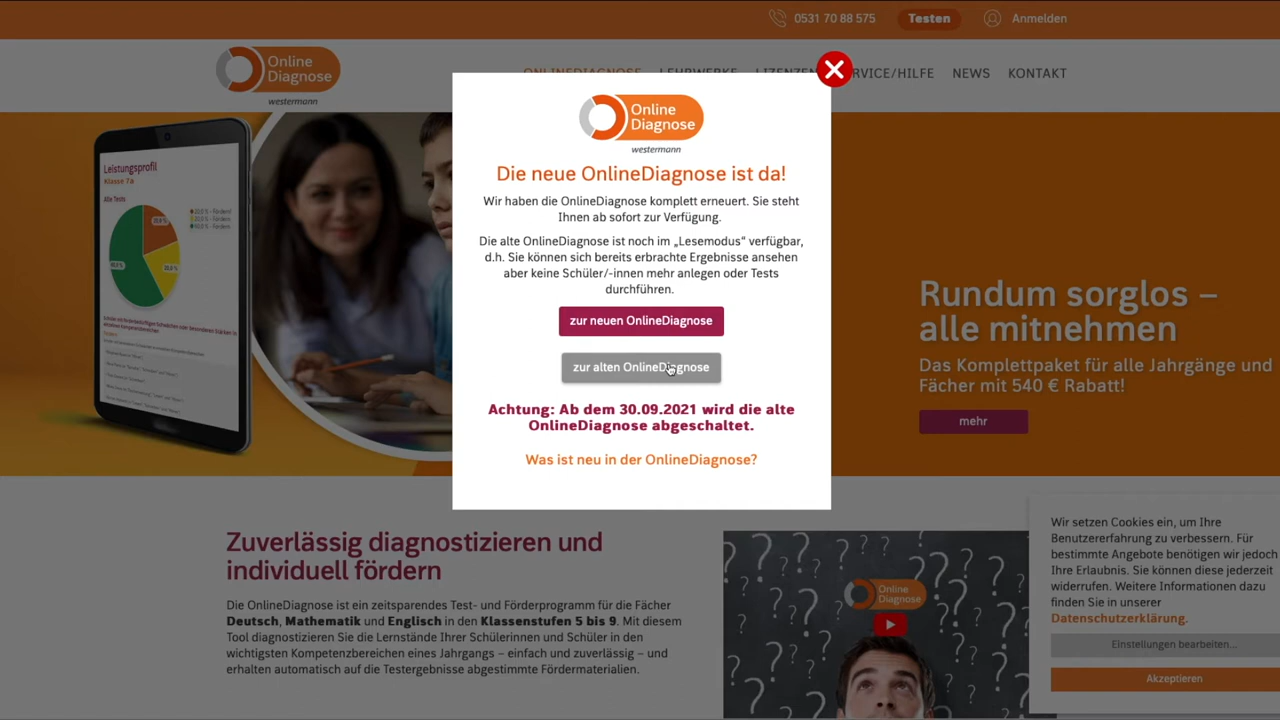 0531 70 88 575
Testen
Anmelden
Online
Diagnose
westermann
ONLINEDIAGNOSE LEHRWERKE LIZENZEN RVICE/HILFE NEWS KONTAKT
Leistungsprofil
Klasse 7a
Alle Tests
Online
Diagnose
westermann
Die neue OnlineDiagnose ist da!
Wir haben die OnlineDiagnose komplett erneuert. Sie steht
Ihnen ab sofort zur Verfügung.
Die alte OnlineDiagnose ist noch im „Lesemodus“ verfügbar,
d.h. Sie können sich bereits erbrachte Ergebnisse ansehen
aber keine Schüler/-innen mehr anlegen oder Tests
durchführen.
zur neuen OnlineDiagnose
zur alten OnlineDiagnose
Achtung: Ab dem 30.09.2021 wird die alte
OnlineDiagnose abgeschaltet.
Was ist neu in der OnlineDiagnose?
Rundum sorglos –
alle mitnehmen
Das Komplettpaket für alle Jahrgänge und
Fächer mit 540 € Rabatt!
mehr
Zuverlässig diagnostizieren und
individuell fördern
Die OnlineDiagnose ist ein zeitsparendes Test- und Förderprogramm für die Fächer
Deutsch, Mathematik und Englisch in den Klassenstufen 5 bis 9. Mit diesem
Tool diagnostizieren Sie die Lernstände Ihrer Schülerinnen und Schüler in den
wichtigsten Kompetenzbereichen eines Jahrgangs – einfach und zuverlässig – und
erhalten automatisch auf die Testergebnisse abgestimmte Fördermaterialien.
Online
Diagnose
Wir setzen Cookies ein, um Ihre
Benutzererfahrung zu verbessern. Für
bestimmte Angebote benötigen wir jedoch
Ihre Erlaubnis. Sie können diese jederzeit
widerrufen. Weitere Informationen dazu
finden Sie in unserer
Datenschutzerklärung.
Einstellungen bearbeiten...
Akzeptieren